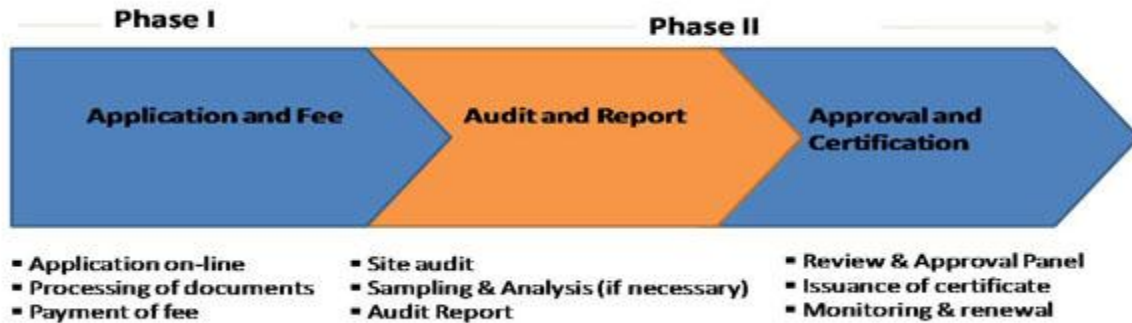 Phase I
Phase II
Application and Fee
Audit and Report
Approval and
Certification
▪ Application on-line
▪ Processing of documents
▪ Payment of fee
▪ Site audit
▪ Sampling & Analysis (if necessary)
▪ Audit Report
▪ Review & Approval Panel
▪ Issuance of certificate
▪ Monitoring & renewal